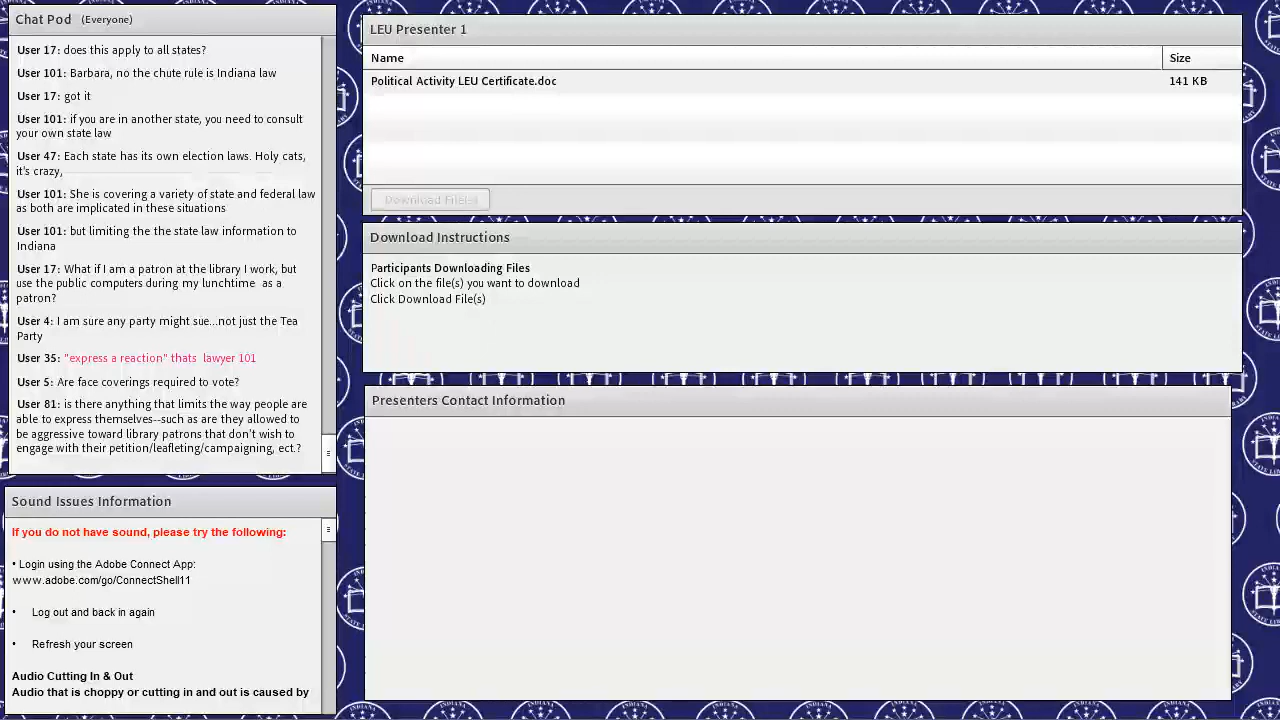 Chat Pod (Everyone)
User 17: does this apply to all states?
User 101: Barbara, no the chute rule is Indiana law
User 17: got it
User 101: if you are in another state, you need to consult
your own state law
User 47: Each state has its own election laws. Holy cats,
it's crazy,
User 101: She is covering a variety of state and federal law
as both are implicated in these situations
User 101: but limiting the the state law information to
Indiana
User 17: What if I am a patron at the library I work, but
use the public computers during my lunchtime as a
patron?
User 4: I am sure any party might sue...not just the Tea
Party
User 35: "express a reaction" thats lawyer 101
User 5: Are face coverings required to vote?
User 81: is there anything that limits the way people are
able to express themselves--such as are they allowed to
be aggressive toward library patrons that don't wish to
engage with their petition/leafleting/campaigning, ect.?
Sound Issues Information
If you do not have sound, please try the following:
• Login using the Adobe Connect App:
www.adobe.com/go/ConnectShell11
• Log out and back in again
• Refresh your screen
Audio Cutting In & Out
Audio that is choppy or cutting in and out is caused by
LEU Presenter 1
Name Size
Political Activity LEU Certificate.doc 141 KB
Download File(s)
Download Instructions
Participants Downloading Files
Click on the file(s) you want to download
Click Download File(s)
Presenters Contact Information
INDIANA
STATE LIBRARY